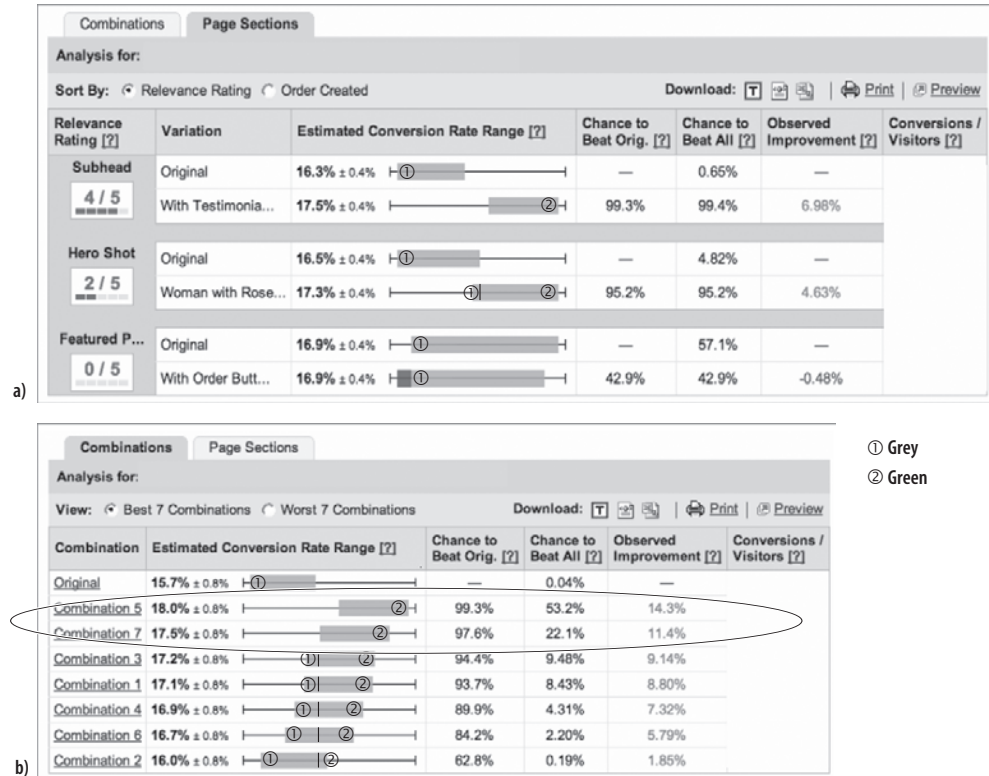 Combinations Page Sections
Analysis for:
Sort By: Relevance Rating Order Created Download: T Print | Preview
Relevance Rating [?] Variation Estimated Conversion Rate Range [?] Chance to Beat Orig. [?] Chance to Beat All [?] Observed Improvement [?] Conversions / Visitors [?]
Subhead
4 / 5
Original 16.3% ± 0.4% ① — 0.65% —
With Testimonia... 17.5% ± 0.4% ② 99.3% 99.4% 6.98%
Hero Shot
2 / 5
Original 16.5% ± 0.4% ① — 4.82% —
Woman with Rose... 17.3% ± 0.4% ① ② 95.2% 95.2% 4.63%
Featured P...
0 / 5
Original 16.9% ± 0.4% ① — 57.1% —
With Order Butt... 16.9% ± 0.4% ① 42.9% 42.9% -0.48%
a)
Combinations Page Sections
Analysis for:
View: Best 7 Combinations Worst 7 Combinations Download: T Print | Preview
Combination Estimated Conversion Rate Range [?] Chance to Beat Orig. [?] Chance to Beat All [?] Observed Improvement [?] Conversions / Visitors [?]
Original 15.7% ± 0.8% ① — 0.04% —
Combination 5 18.0% ± 0.8% ② 99.3% 53.2% 14.3%
Combination 7 17.5% ± 0.8% ② 97.6% 22.1% 11.4%
Combination 3 17.2% ± 0.8% ① ② 94.4% 9.48% 9.14%
Combination 1 17.1% ± 0.8% ① ② 93.7% 8.43% 8.80%
Combination 4 16.9% ± 0.8% ① ② 89.9% 4.31% 7.32%
Combination 6 16.7% ± 0.8% ① ② 84.2% 2.20% 5.79%
Combination 2 16.0% ± 0.8% ① ② 62.8% 0.19% 1.85%
b)
① Grey
② Green